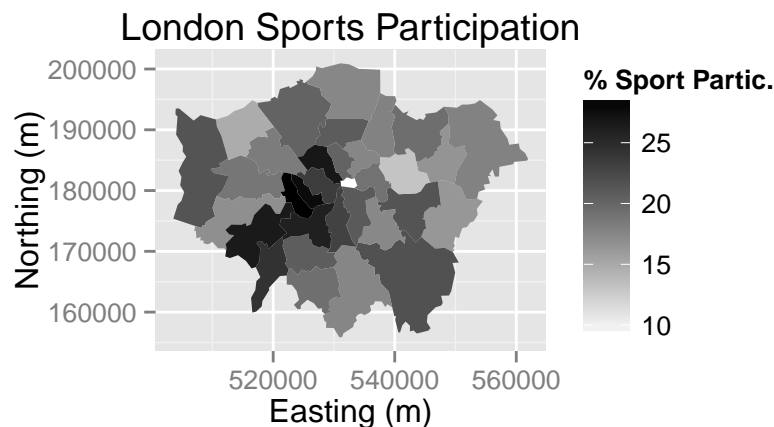 London Sports Participation
% Sport Partic.
200000
190000
180000
170000
160000
Northing (m)
25
20
15
10
520000 540000 560000
Easting (m)